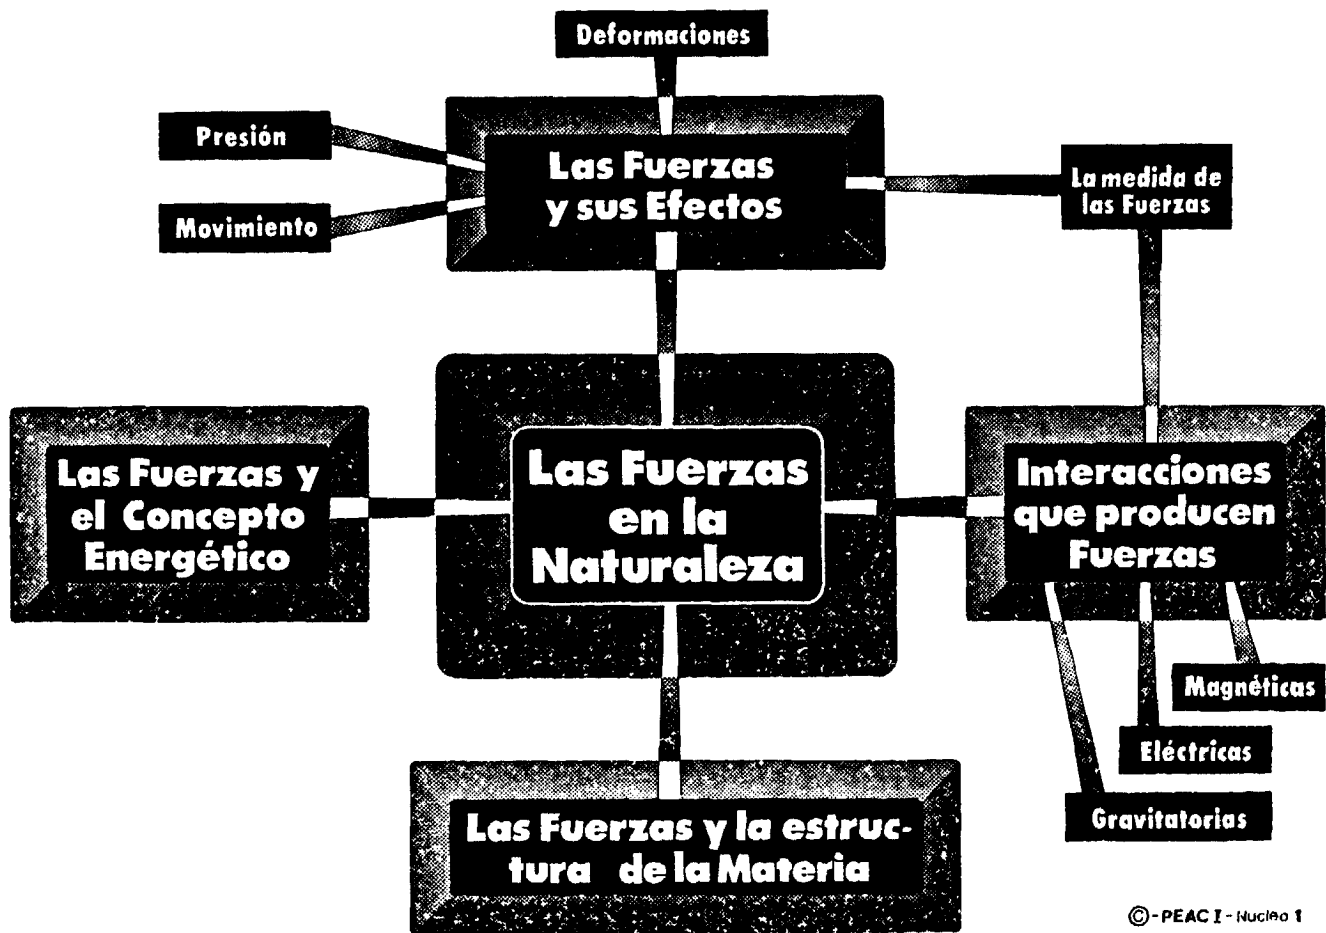 Deformaciones
Presión
Las Fuerzas
y sus Efectos
La medida de
las Fuerzas
Movimiento
Las Fuerzas y
el Concepto
Energético
Las Fuerzas
en la
Naturaleza
Interacciones
que producen
Fuerzas
Magnéticas
Eléctricas
Gravitatorias
Las Fuerzas y la estruc-
tura de la Materia
©-PEAC I-Nucleo 1